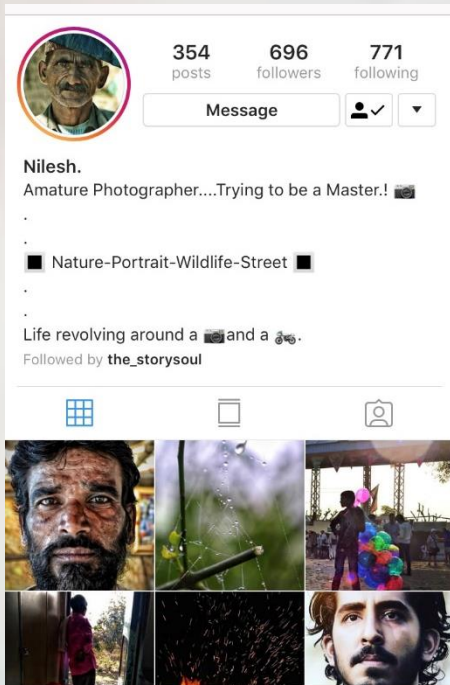 354 696 771
posts followers following
Message
Nilesh.
Amature Photographer....Trying to be a Master.! 📷
.
.
🔳 Nature-Portrait-Wildlife-Street 🔳
.
.
Life revolving around a 📷and a 🏍.
Followed by the_storysoul